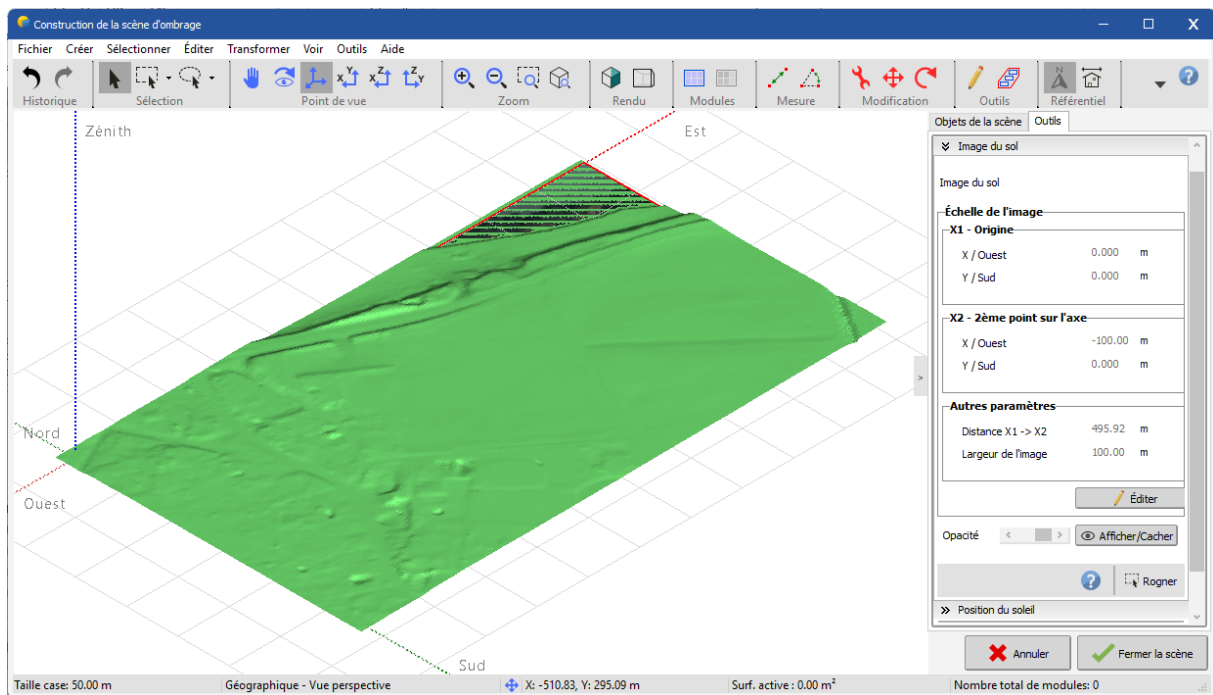 Construction de la scène d'ombrage
Fichier Créer Sélectionner Éditer Transformer Voir Outils Aide
Historique Sélection Point de vue Zoom Rendu Modules Mesure Modification Outils Référentiel
Objets de la scène Outils
Zénith
Est
Nord
Ouest
Sud
Image du sol
Image du sol
Échelle de l'image
X1 - Origine
X / Ouest 0.000 m
Y / Sud 0.000 m
X2 - 2ème point sur l'axe
X / Ouest -100.00 m
Y / Sud 0.000 m
Autres paramètres
Distance X1 -> X2 495.92 m
Largeur de l'image 100.00 m
Éditer
Opacité Afficher/Cacher
Rogner
Position du soleil
Annuler Fermer la scène
Taille case: 50.00 m Géographique - Vue perspective X: -510.83, Y: 295.09 m Surf. active : 0.00 m² Nombre total de modules: 0